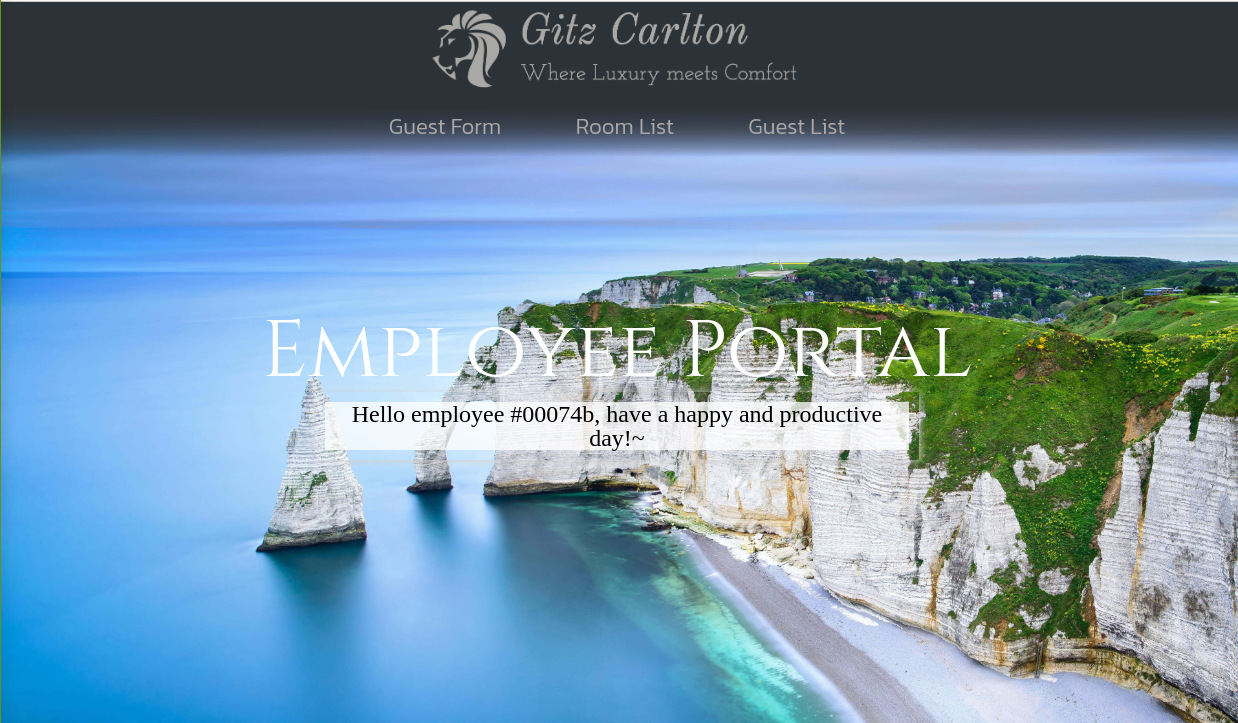 Gitz Carlton
Where Luxury meets Comfort
Guest Form Room List Guest List
Employee Portal
Hello employee #00074b, have a happy and productive
day!~